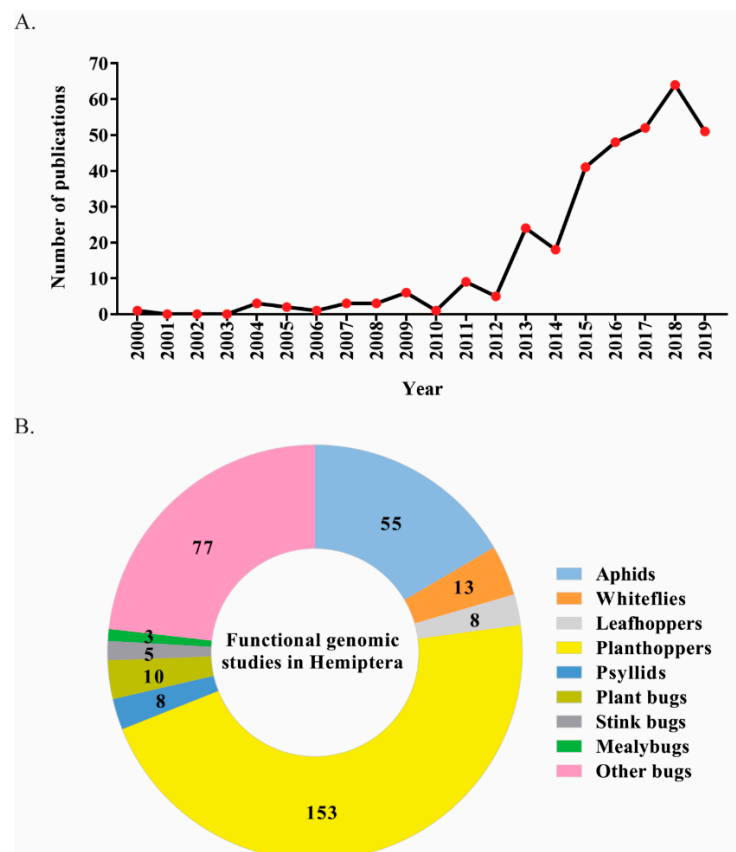 A.
70
60
50
40
30
20
10
0
Number of publications
2000
2001
2002
2003
2004
2005
2006
2007
2008
2009
2010
2011
2012
2013
2014
2015
2016
2017
2018
2019
Year
B.
55
13
8
153
8
10
5
3
77
Functional genomic
studies in Hemiptera
Aphids
Whiteflies
Leafhoppers
Planthoppers
Psyllids
Plant bugs
Stink bugs
Mealybugs
Other bugs